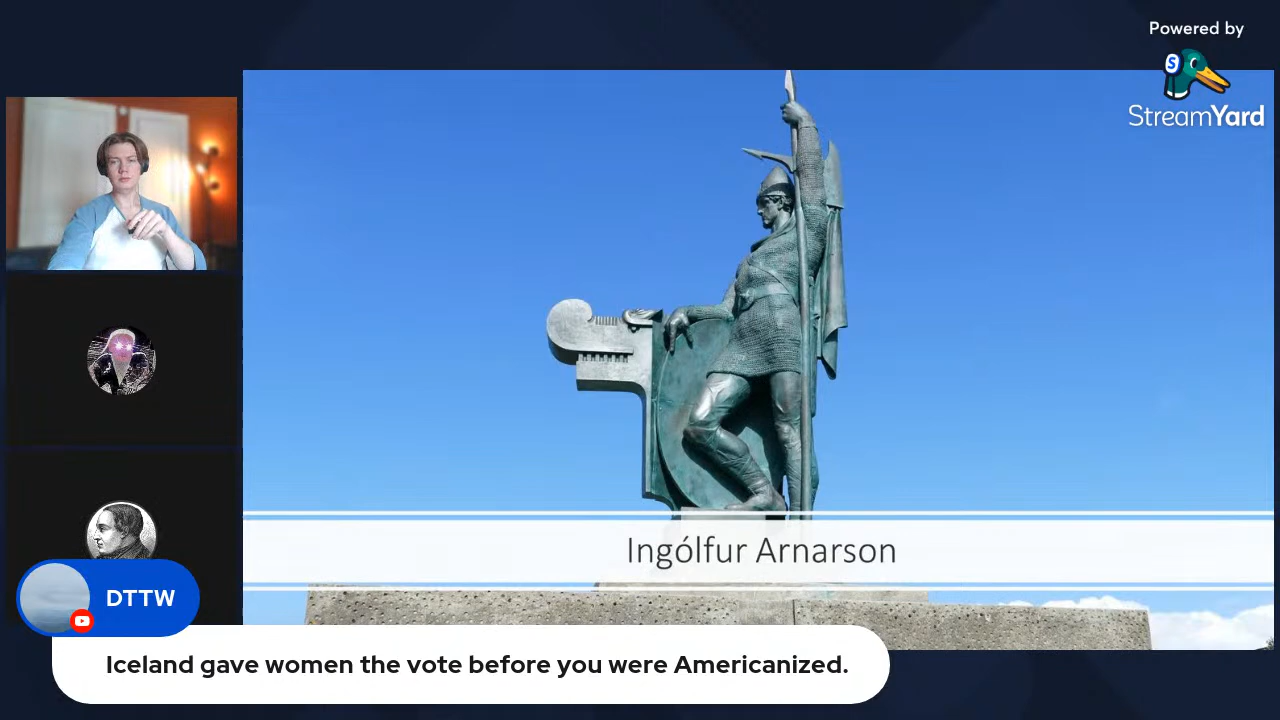 Powered by
S
StreamYard
Ingólfur Arnarson
DTTW
Iceland gave women the vote before you were Americanized.